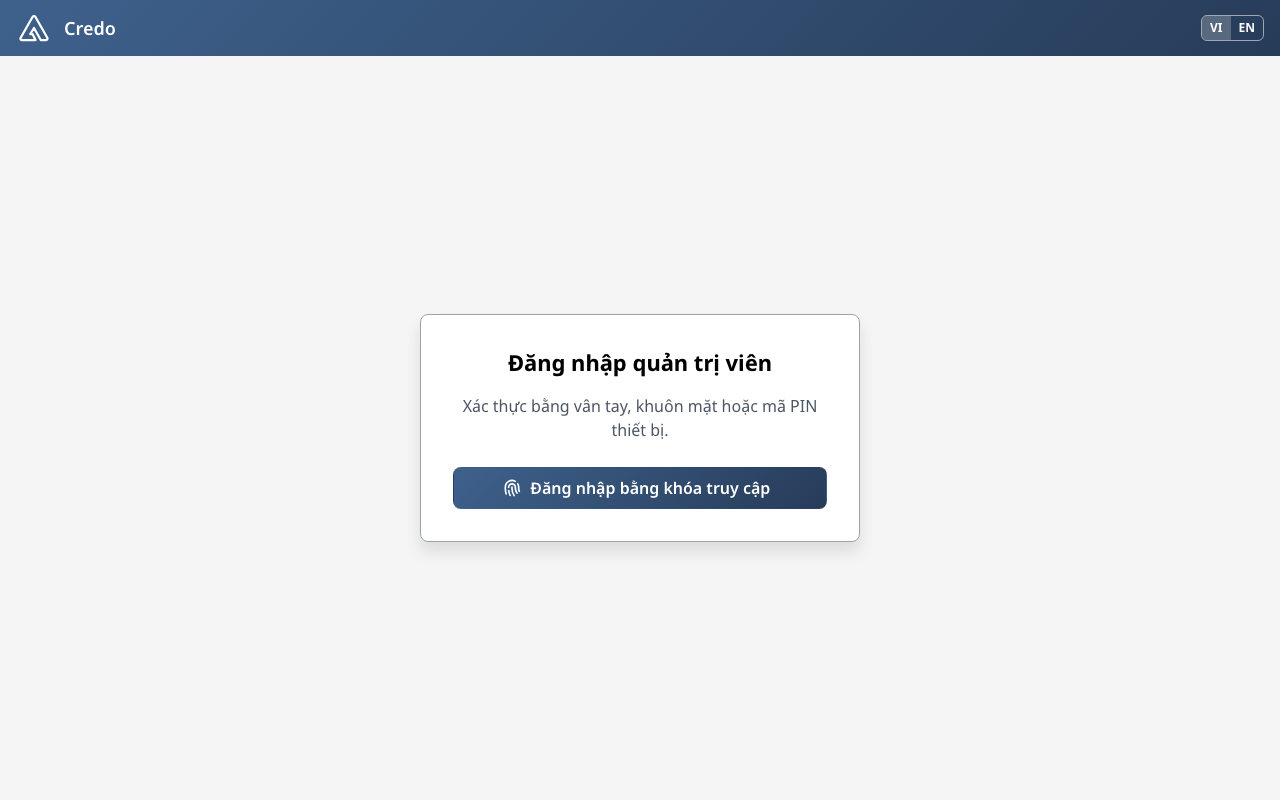 Credo
VI EN
Đăng nhập quản trị viên
Xác thực bằng vân tay, khuôn mặt hoặc mã PIN
thiết bị.
Đăng nhập bằng khóa truy cập